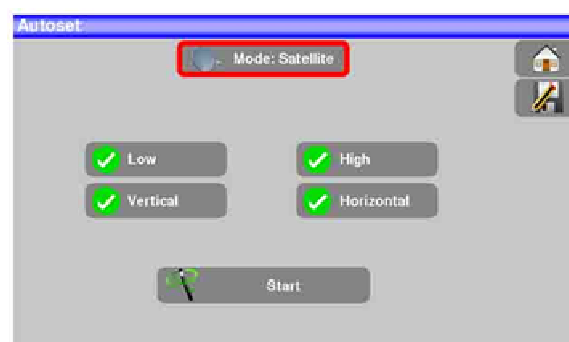 Autoset
Mode: Satellite
Low
High
Vertical
Horizontal
Start